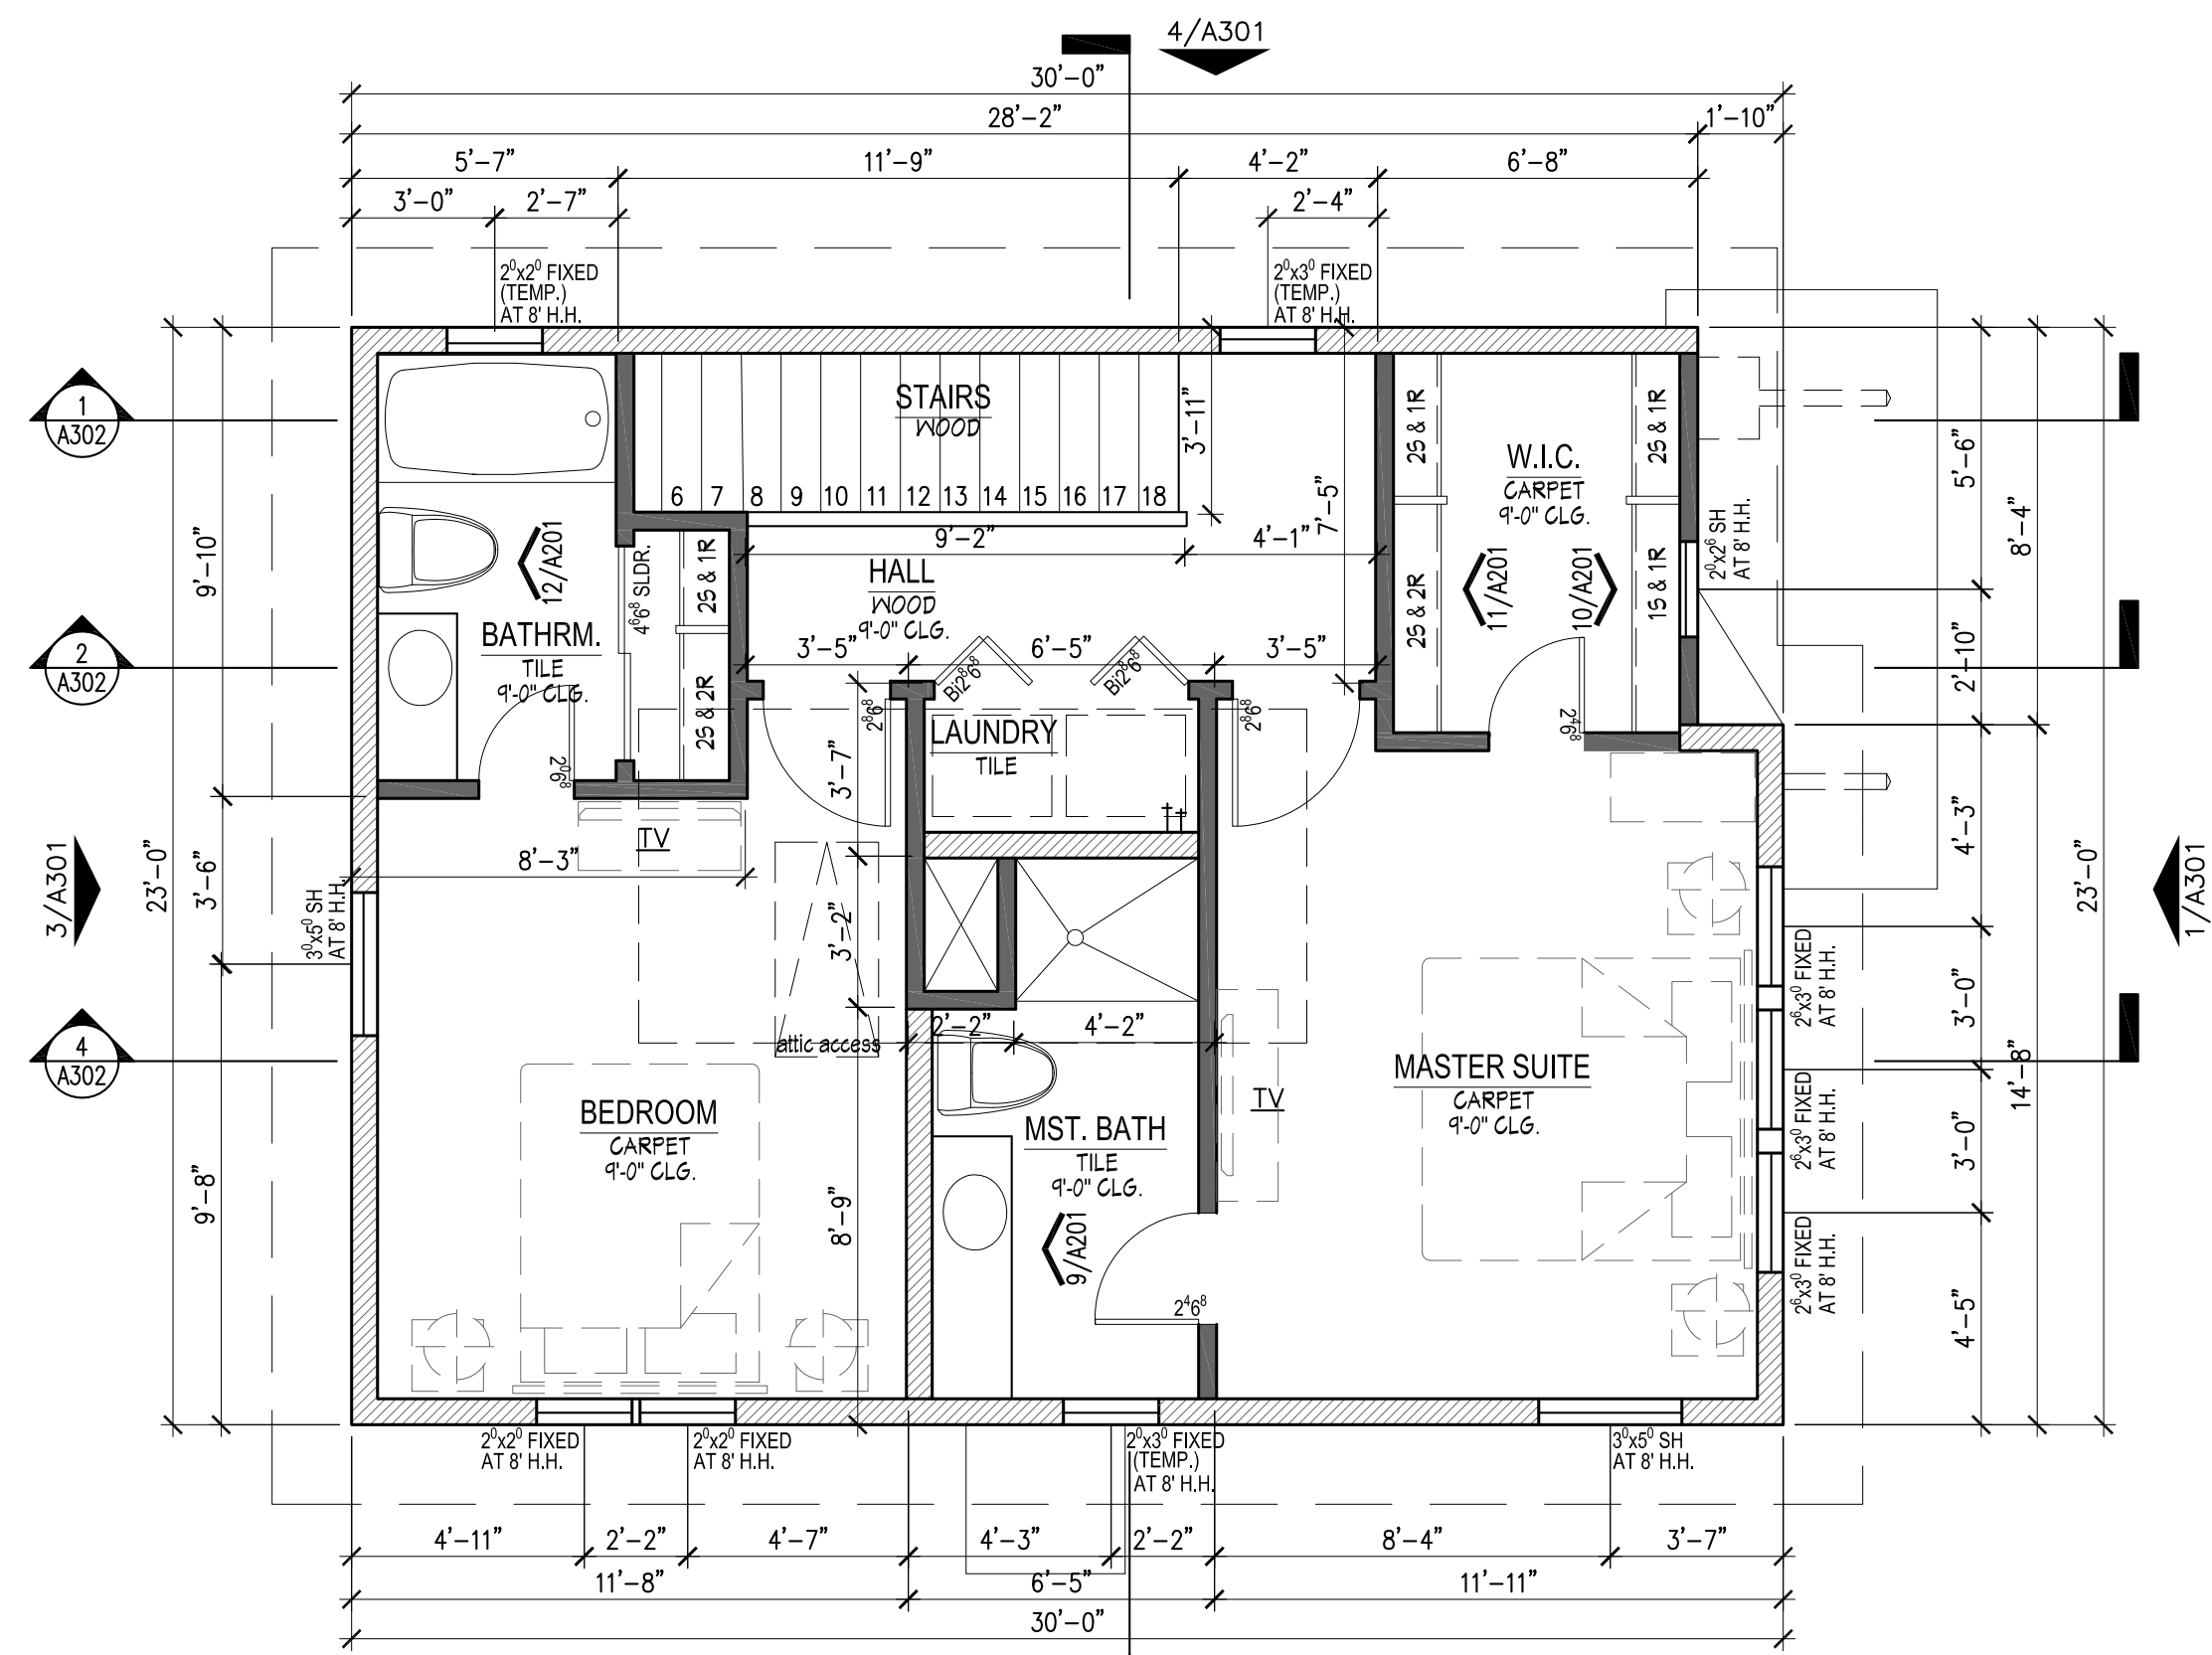 4/A301
30'-0"
28'-2"
1'-10"
5'-7"
11'-9"
4'-2"
6'-8"
3'-0"
2'-7"
2'-4"
2⁰x2⁰ FIXED
(TEMP.)
AT 8' H.H.
2⁰x3⁰ FIXED
(TEMP.)
AT 8' H.H.
1
A302
2
A302
4
A302
3/A301
1/A301
23'-0"
9'-10"
3'-6"
9'-8"
3⁰x5⁰ SH
AT 8' H.H.
STAIRS
WOOD
6 7 8 9 10 11 12 13 14 15 16 17 18
3'-11"
7'-5"
9'-2"
4'-1"
HALL
WOOD
9'-0" CLG.
3'-5"
6'-5"
3'-5"
12/A201
BATHRM.
TILE
9'-0" CLG.
4⁶6⁸ SLDR.
2S & 1R
2S & 2R
2⁰6⁸
2⁸6⁸
Bi2⁸6⁸
Bi2⁸6⁸
2⁸6⁸
LAUNDRY
TILE
W.I.C.
CARPET
9'-0" CLG.
2S & 1R
2S & 2R
2S & 1R
1S & 1R
11/A201
10/A201
2⁴6⁸
2⁰x2⁶ SH
AT 8' H.H.
5'-6"
8'-4"
2'-10"
4'-3"
3'-0"
3'-0"
4'-5"
14'-8"
23'-0"
TV
8'-3"
3'-7"
3'-2"
8'-9"
attic access
2'-2"
4'-2"
BEDROOM
CARPET
9'-0" CLG.
MST. BATH
TILE
9'-0" CLG.
9/A201
2⁴6⁸
TV
MASTER SUITE
CARPET
9'-0" CLG.
2⁶x3⁰ FIXED
AT 8' H.H.
2⁶x3⁰ FIXED
AT 8' H.H.
2⁶x3⁰ FIXED
AT 8' H.H.
2⁰x2⁰ FIXED
AT 8' H.H.
2⁰x2⁰ FIXED
AT 8' H.H.
2⁰x3⁰ FIXED
(TEMP.)
AT 8' H.H.
3⁰x5⁰ SH
AT 8' H.H.
4'-11"
2'-2"
4'-7"
4'-3"
2'-2"
8'-4"
3'-7"
11'-8"
6'-5"
11'-11"
30'-0"